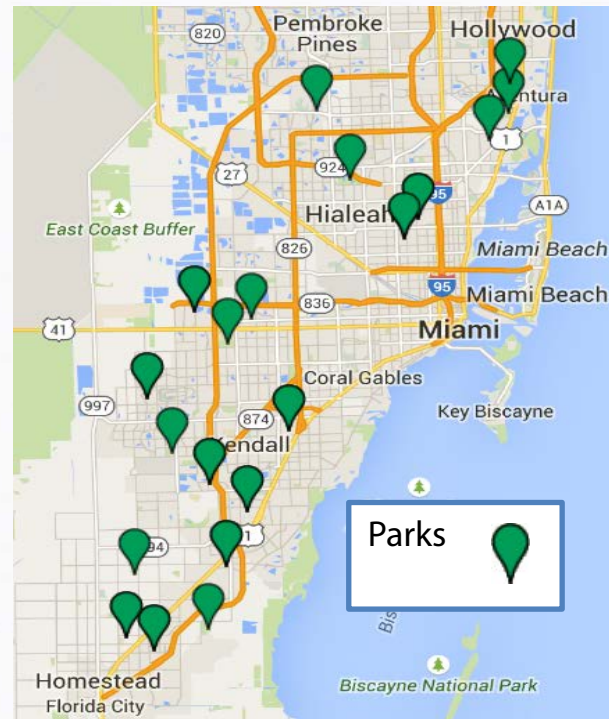 820
Pembroke
Pines
Hollywood
Aventura
1
924
27
95
A1A
Hialeah
East Coast Buffer
826
Miami Beach
95
836
Miami Beach
41
Miami
Coral Gables
997
874
Key Biscayne
Kendall
1
94
Parks
Bis
Homestead
Florida City
Biscayne National Park